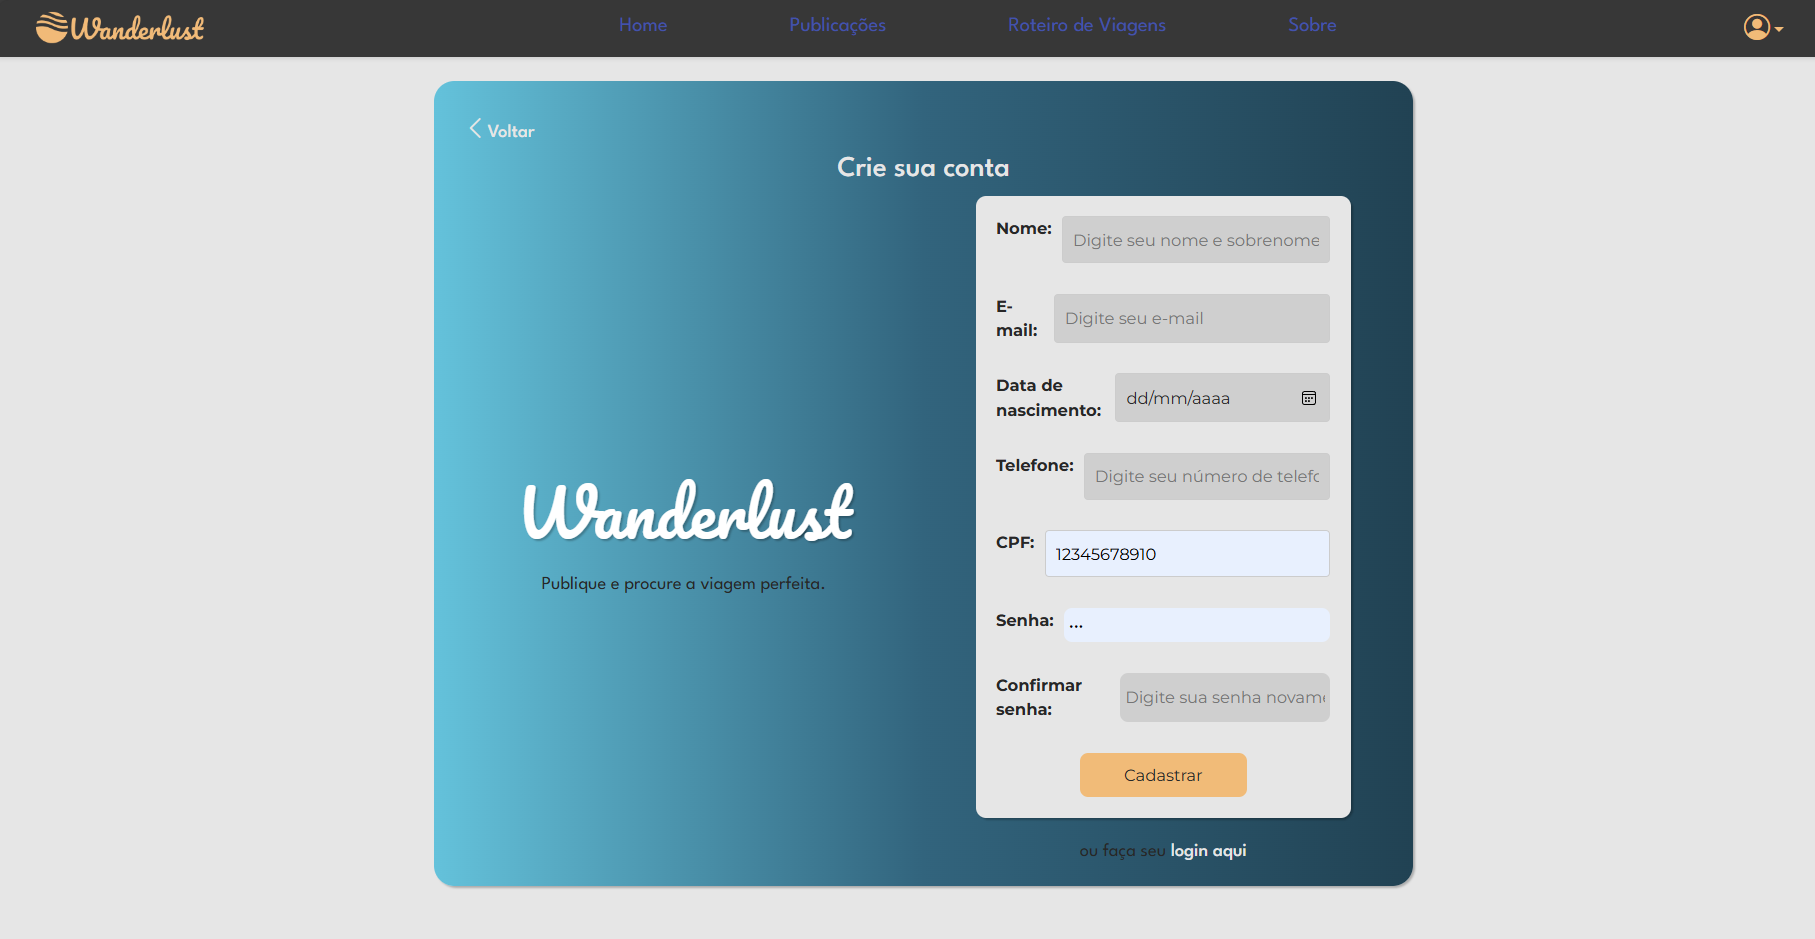 Wanderlust
Home
Publicações
Roteiro de Viagens
Sobre
Voltar
Crie sua conta
Nome:
Digite seu nome e sobrenome
E-
mail:
Digite seu e-mail
Data de
nascimento:
dd/mm/aaaa
Telefone:
Digite seu número de telefo
CPF:
12345678910
Senha:
•••
Confirmar
senha:
Digite sua senha novame
Cadastrar
Wanderlust
Publique e procure a viagem perfeita.
ou faça seu login aqui